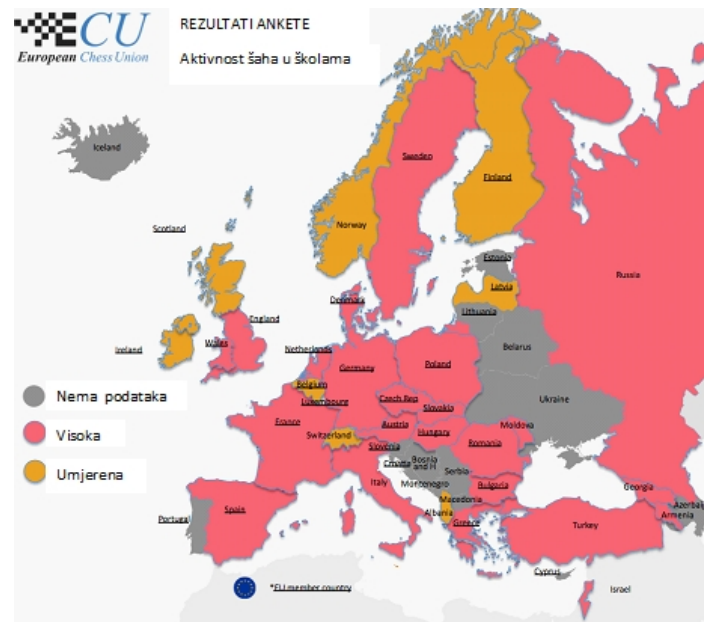 ECU
European Chess Union
REZULTATI ANKETE
Aktivnost šaha u školama
Iceland
Sweden
Finland
Norway
Scotland
Russia
Estonia
Latvia
Denmark
Lithuania
England
Ireland
Wales
Netherlands
Belarus
Germany
Poland
Nema podataka
Belgium
Luxembourg
Czech Rep
Slovakia
Ukraine
Visoka
France
Austria
Hungary
Moldova
Switzerland
Romania
Umjerena
Slovenia
Croatia
Bosnia
and H
Serbia
Italy
Montenegro
Bulgaria
Georgia
Macedonia
Azerbaij
Armenia
Albania
Portugal
Spain
Greece
Turkey
Cyprus
*EU member country
Israel